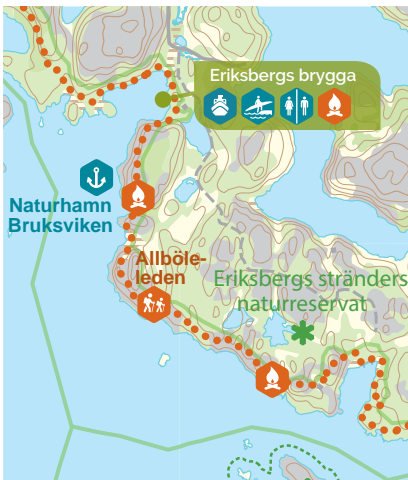 Eriksbergs brygga
Naturhamn
Bruksviken
Allböle-
leden
Eriksbergs stränders
naturreservat